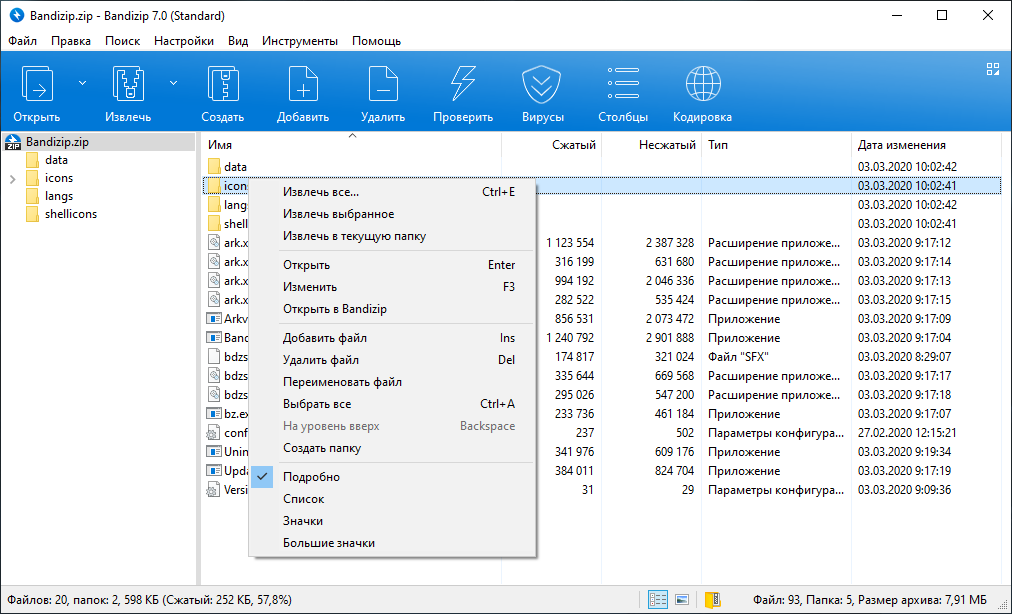 Bandizip.zip - Bandizip 7.0 (Standard)
Файл Правка Поиск Настройки Вид Инструменты Помощь
Открыть Извлечь Создать Добавить Удалить Проверить Вирусы Столбцы Кодировка
ZIP Bandizip.zip
data
icons
langs
shellicons
Имя Сжатый Несжатый Тип Дата изменения
data 03.03.2020 10:02:42
icons 03.03.2020 10:02:41
lang 03.03.2020 10:02:42
shell 03.03.2020 10:02:41
ark.x 1 123 554 2 387 328 Расширение приложе... 03.03.2020 9:17:12
ark.x 316 199 631 680 Расширение приложе... 03.03.2020 9:17:14
ark.x 994 192 2 046 336 Расширение приложе... 03.03.2020 9:17:13
ark.x 282 522 535 424 Расширение приложе... 03.03.2020 9:17:15
Arkv 856 531 2 073 472 Приложение 03.03.2020 9:17:09
Band 1 240 792 2 901 888 Приложение 03.03.2020 9:17:04
bdzs 174 817 321 024 Файл "SFX" 03.03.2020 8:29:07
bdzs 335 644 669 568 Расширение приложе... 03.03.2020 9:17:17
bdzs 295 026 547 200 Расширение приложе... 03.03.2020 9:17:18
bz.ex 233 736 461 184 Приложение 03.03.2020 9:17:07
conf 237 502 Параметры конфигура... 27.02.2020 12:15:21
Unin 341 976 609 176 Приложение 03.03.2020 9:19:34
Upda 384 011 824 704 Приложение 03.03.2020 9:17:19
Versi 31 29 Параметры конфигура... 03.03.2020 9:09:36
Извлечь все... Ctrl+E
Извлечь выбранное
Извлечь в текущую папку
Открыть Enter
Изменить F3
Открыть в Bandizip
Добавить файл Ins
Удалить файл Del
Переименовать файл
Выбрать все Ctrl+A
На уровень вверх Backspace
Создать папку
Подробно
Список
Значки
Большие значки
Файлов: 20, папок: 2, 598 КБ (Сжатый: 252 КБ, 57,8%) Файл: 93, Папка: 5, Размер архива: 7,91 МБ